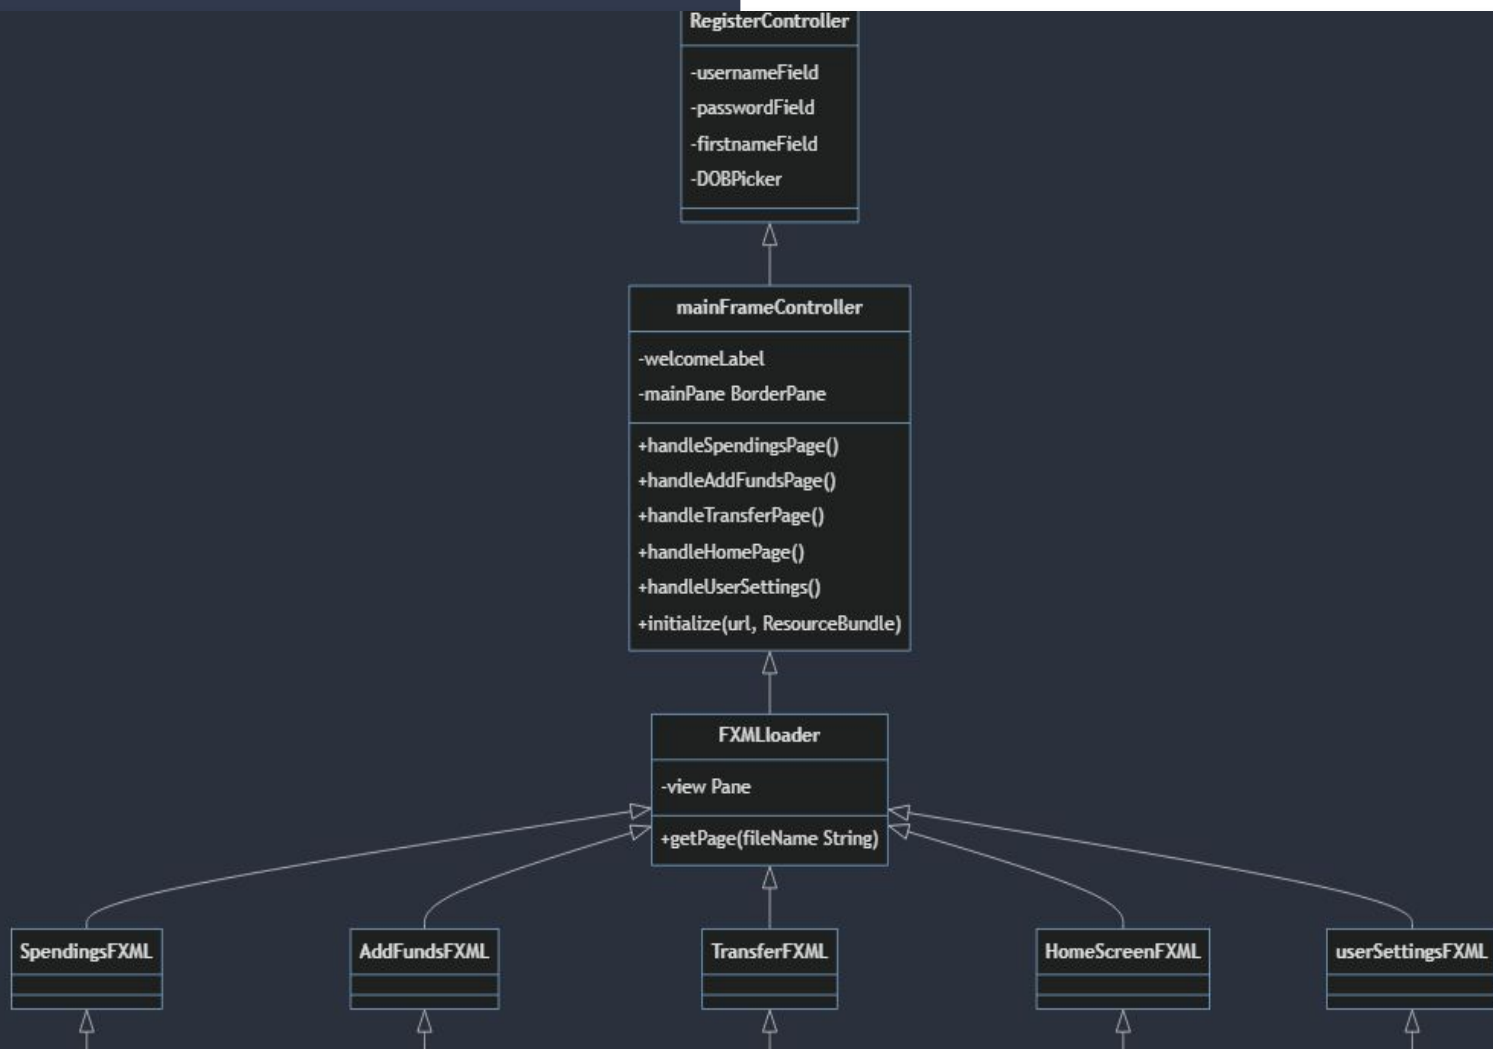 RegisterController
-usernameField
-passwordField
-firstnameField
-DOBPicker
mainFrameController
-welcomeLabel
-mainPane BorderPane
+handleSpendingsPage()
+handleAddFundsPage()
+handleTransferPage()
+handleHomePage()
+handleUserSettings()
+initialize(url, ResourceBundle)
FXMLloader
-view Pane
+getPage(fileName String)
SpendingsFXML
AddFundsFXML
TransferFXML
HomeScreenFXML
userSettingsFXML